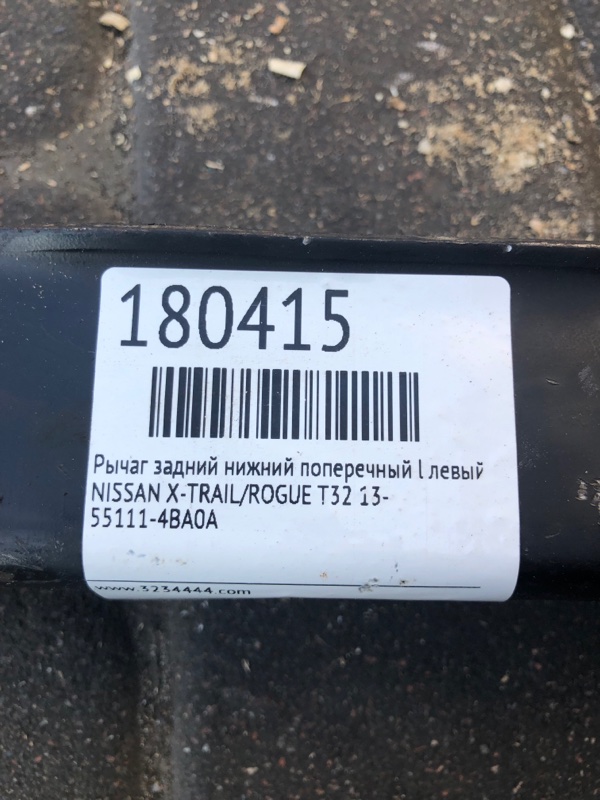 180415
Рычаг задний нижний поперечный l левый
NISSAN X-TRAIL/ROGUE T32 13-
55111-4BA0A
www.3234444.com